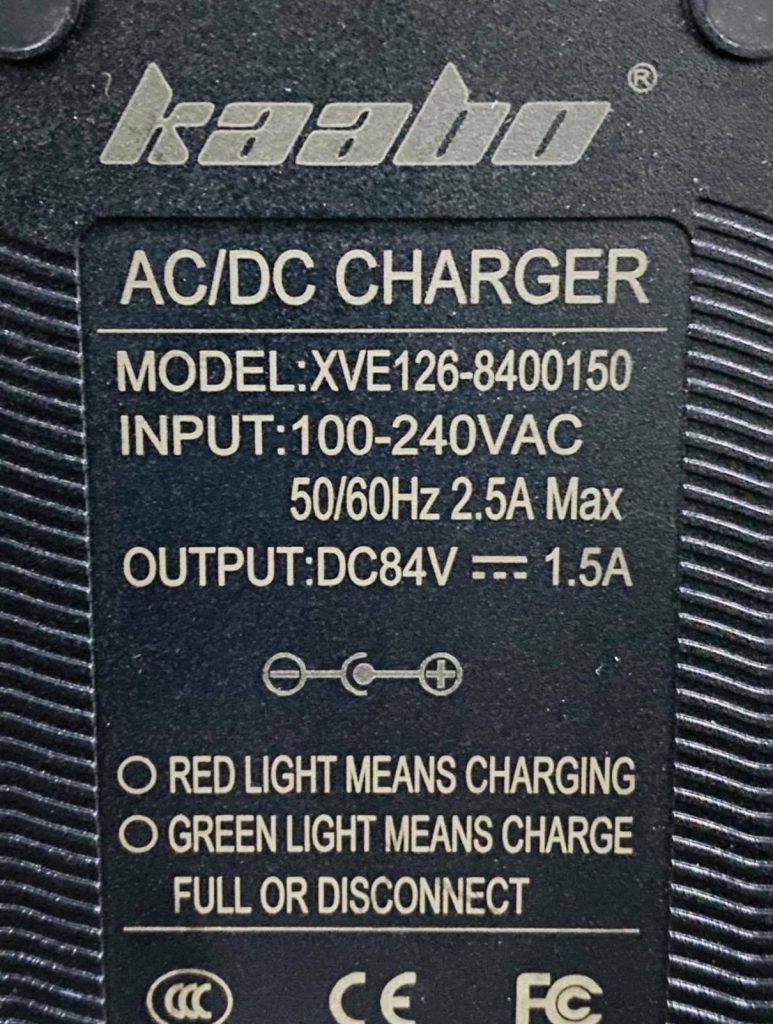 kaabo®
AC/DC CHARGER
MODEL:XVE126-8400150
INPUT:100-240VAC
50/60Hz 2.5A Max
OUTPUT:DC84V ⎓ 1.5A
RED LIGHT MEANS CHARGING
GREEN LIGHT MEANS CHARGE
FULL OR DISCONNECT
CCC CE FC